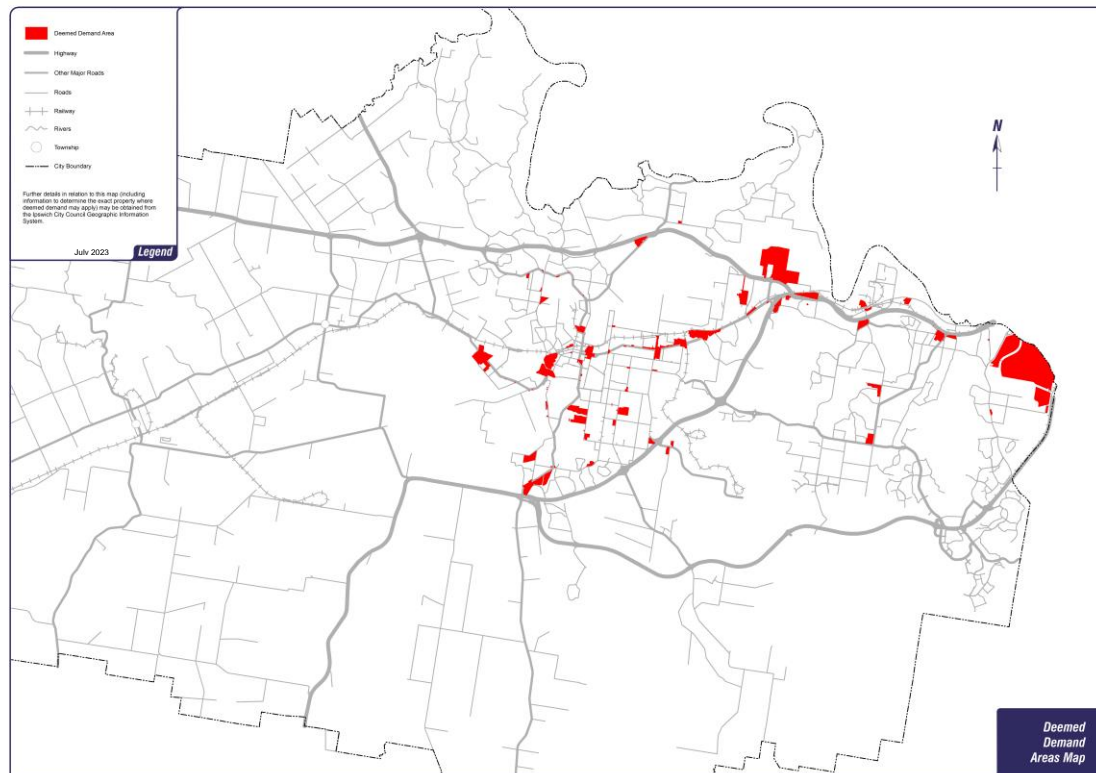 Deemed Demand Area
Highway
Other Major Roads
Roads
Railway
Rivers
Township
City Boundary
Further details in relation to this map (including
information to determine the exact property where
deemed demand may apply) may be obtained from
the Ipswich City Council Geographic Information
System.
July 2023
Legend
N
Deemed
Demand
Areas Map